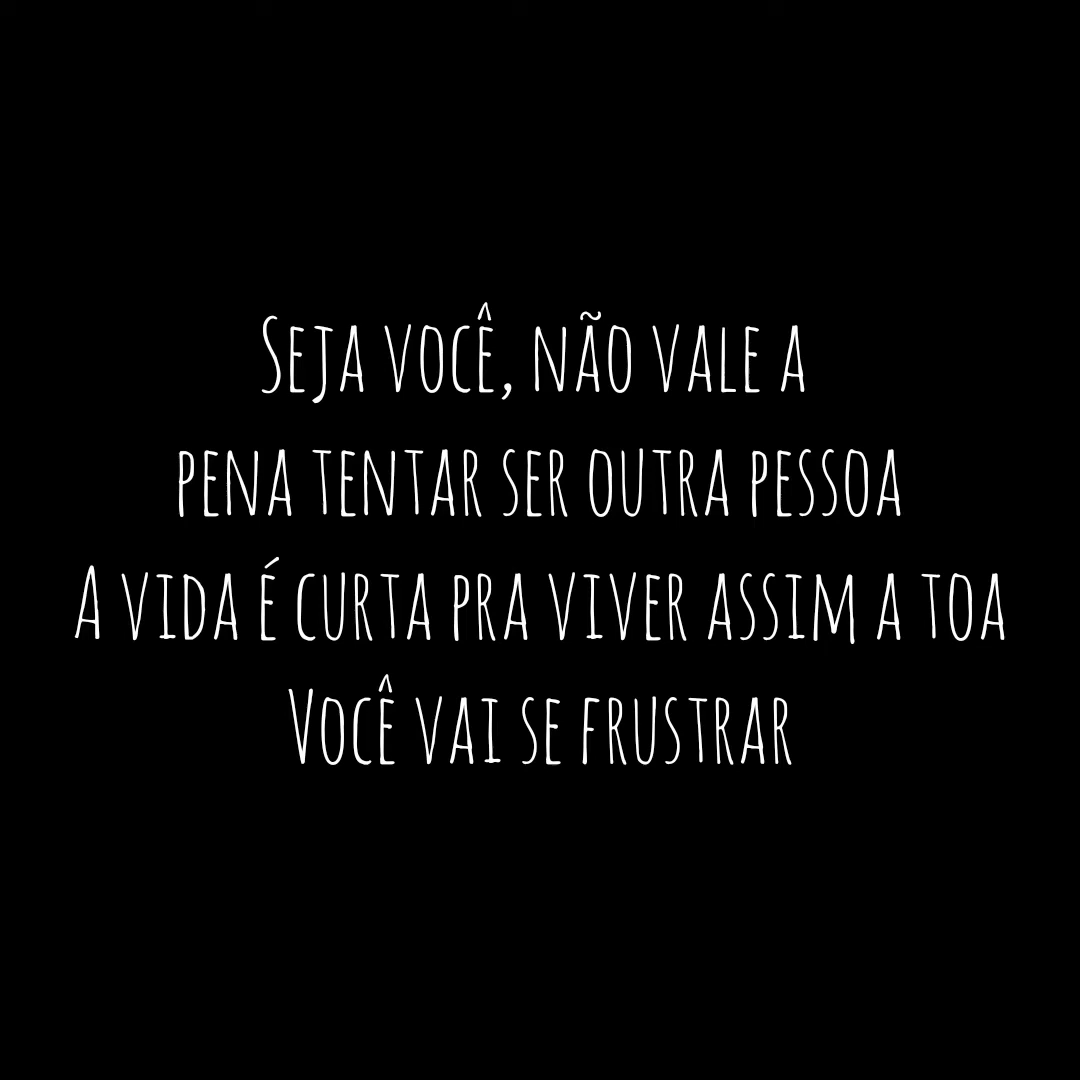 Seja você, não vale a
pena tentar ser outra pessoa
A vida é curta pra viver assim a toa
Você vai se frustrar